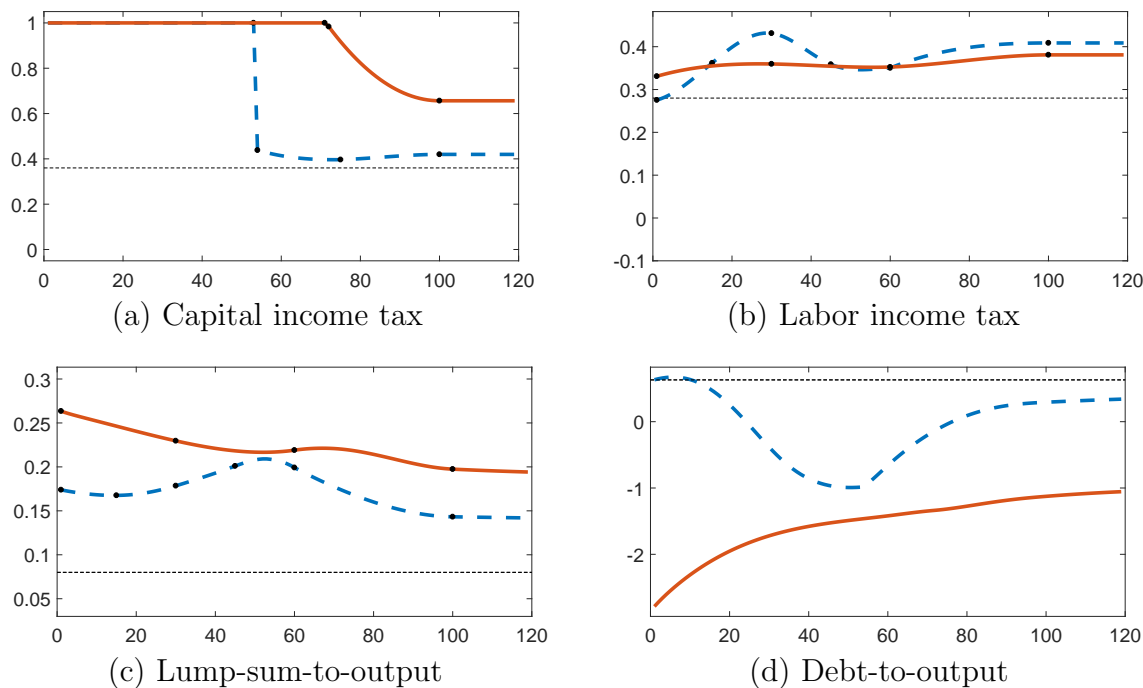 1
0.8
0.6
0.4
0.2
0
0 20 40 60 80 100 120
(a) Capital income tax
0.4
0.3
0.2
0.1
0
-0.1
0 20 40 60 80 100 120
(b) Labor income tax
0.3
0.25
0.2
0.15
0.1
0.05
0 20 40 60 80 100 120
(c) Lump-sum-to-output
0
-1
-2
0 20 40 60 80 100 120
(d) Debt-to-output